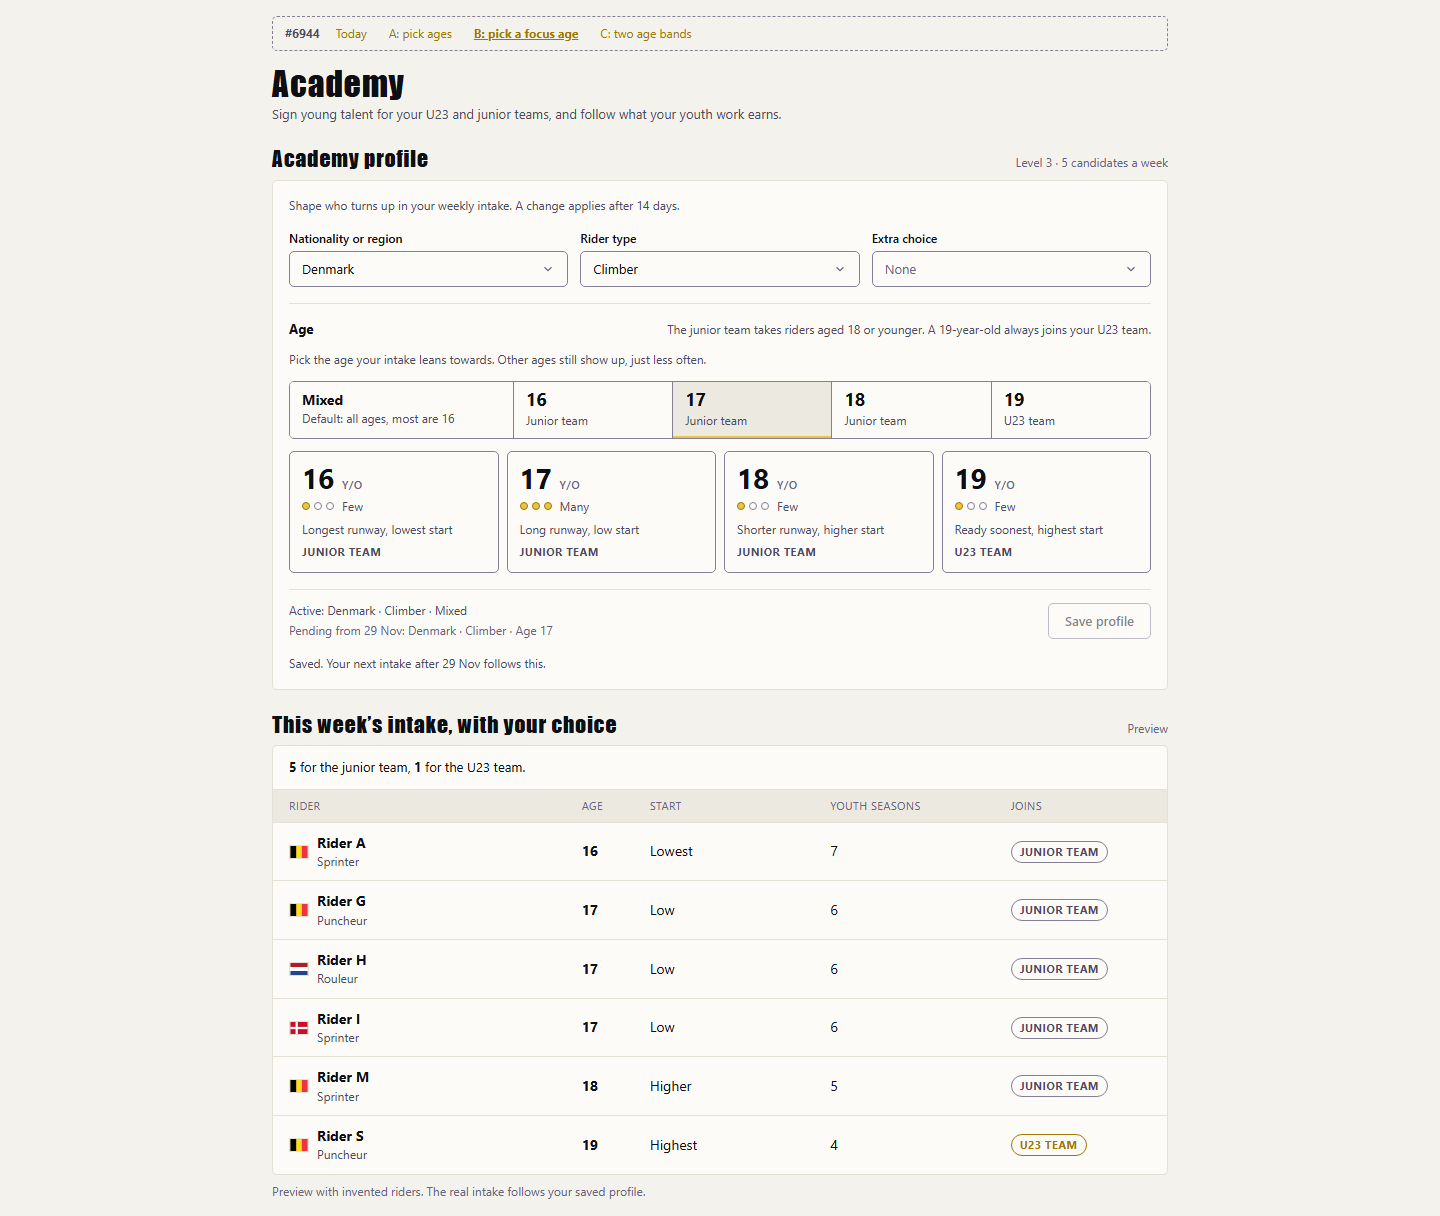 #6944 Today A: pick ages B: pick a focus age C: two age bands
Academy
Sign young talent for your U23 and junior teams, and follow what your youth work earns.
Academy profile
Level 3 · 5 candidates a week
Shape who turns up in your weekly intake. A change applies after 14 days.
Nationality or region Rider type Extra choice
Denmark Climber None
Age
The junior team takes riders aged 18 or younger. A 19-year-old always joins your U23 team.
Pick the age your intake leans towards. Other ages still show up, just less often.
Mixed 16 17 18 19
Default: all ages, most are 16 Junior team Junior team Junior team U23 team
16 Y/O 17 Y/O 18 Y/O 19 Y/O
Few Many Few Few
Longest runway, lowest start Long runway, low start Shorter runway, higher start Ready soonest, highest start
JUNIOR TEAM JUNIOR TEAM JUNIOR TEAM U23 TEAM
Active: Denmark · Climber · Mixed
Pending from 29 Nov: Denmark · Climber · Age 17
Save profile
Saved. Your next intake after 29 Nov follows this.
This week’s intake, with your choice
Preview
5 for the junior team, 1 for the U23 team.
RIDER AGE START YOUTH SEASONS JOINS
Rider A 16 Lowest 7 JUNIOR TEAM
Sprinter
Rider G 17 Low 6 JUNIOR TEAM
Puncheur
Rider H 17 Low 6 JUNIOR TEAM
Rouleur
Rider I 17 Low 6 JUNIOR TEAM
Sprinter
Rider M 18 Higher 5 JUNIOR TEAM
Sprinter
Rider S 19 Highest 4 U23 TEAM
Puncheur
Preview with invented riders. The real intake follows your saved profile.